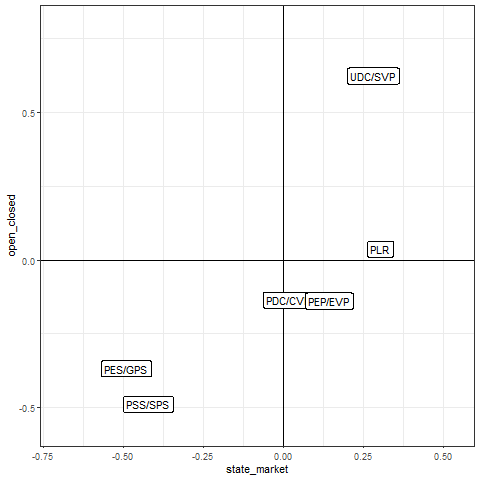 UDC/SVP
0.5
open_closed
PLR
0.0
PDC/CV
PEP/EVP
PES/GPS
PSS/SPS
-0.5
-0.75
-0.50
-0.25
0.00
0.25
0.50
state_market